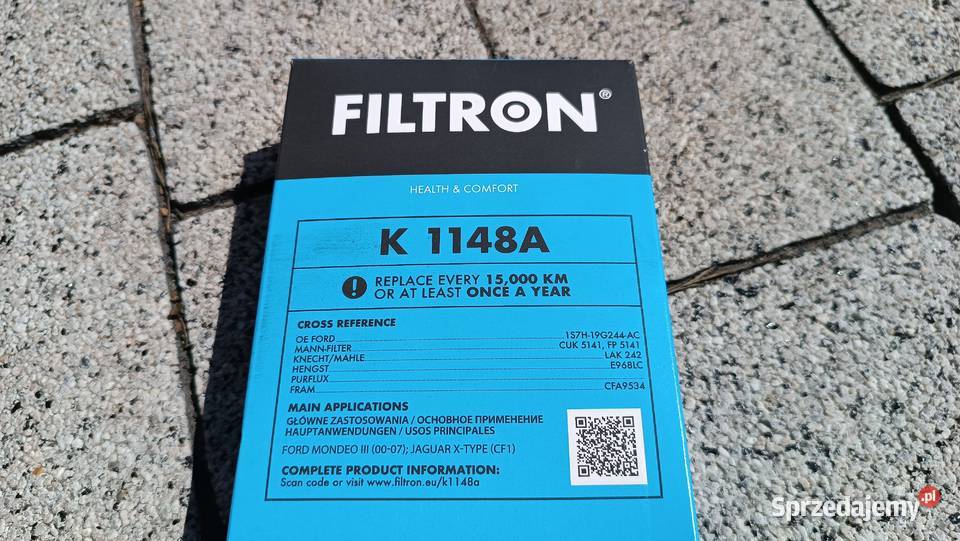 FILTRON®
HEALTH & COMFORT
K 1148A
! REPLACE EVERY 15,000 KM
OR AT LEAST ONCE A YEAR
CROSS REFERENCE
OE FORD 1S7H-19G244-AC
MANN-FILTER CUK 5141, FP 5141
KNECHT/MAHLE LAK 242
HENGST E968LC
PURFLUX
FRAM CFA9534
MAIN APPLICATIONS
GŁÓWNE ZASTOSOWANIA / ОСНОВНОЕ ПРИМЕНЕНИЕ
HAUPTANWENDUNGEN / USOS PRINCIPALES
FORD MONDEO III (00-07); JAGUAR X-TYPE (CF1)
COMPLETE PRODUCT INFORMATION:
Scan code or visit www.filtron.eu/k1148a
Sprzedajemy.pl